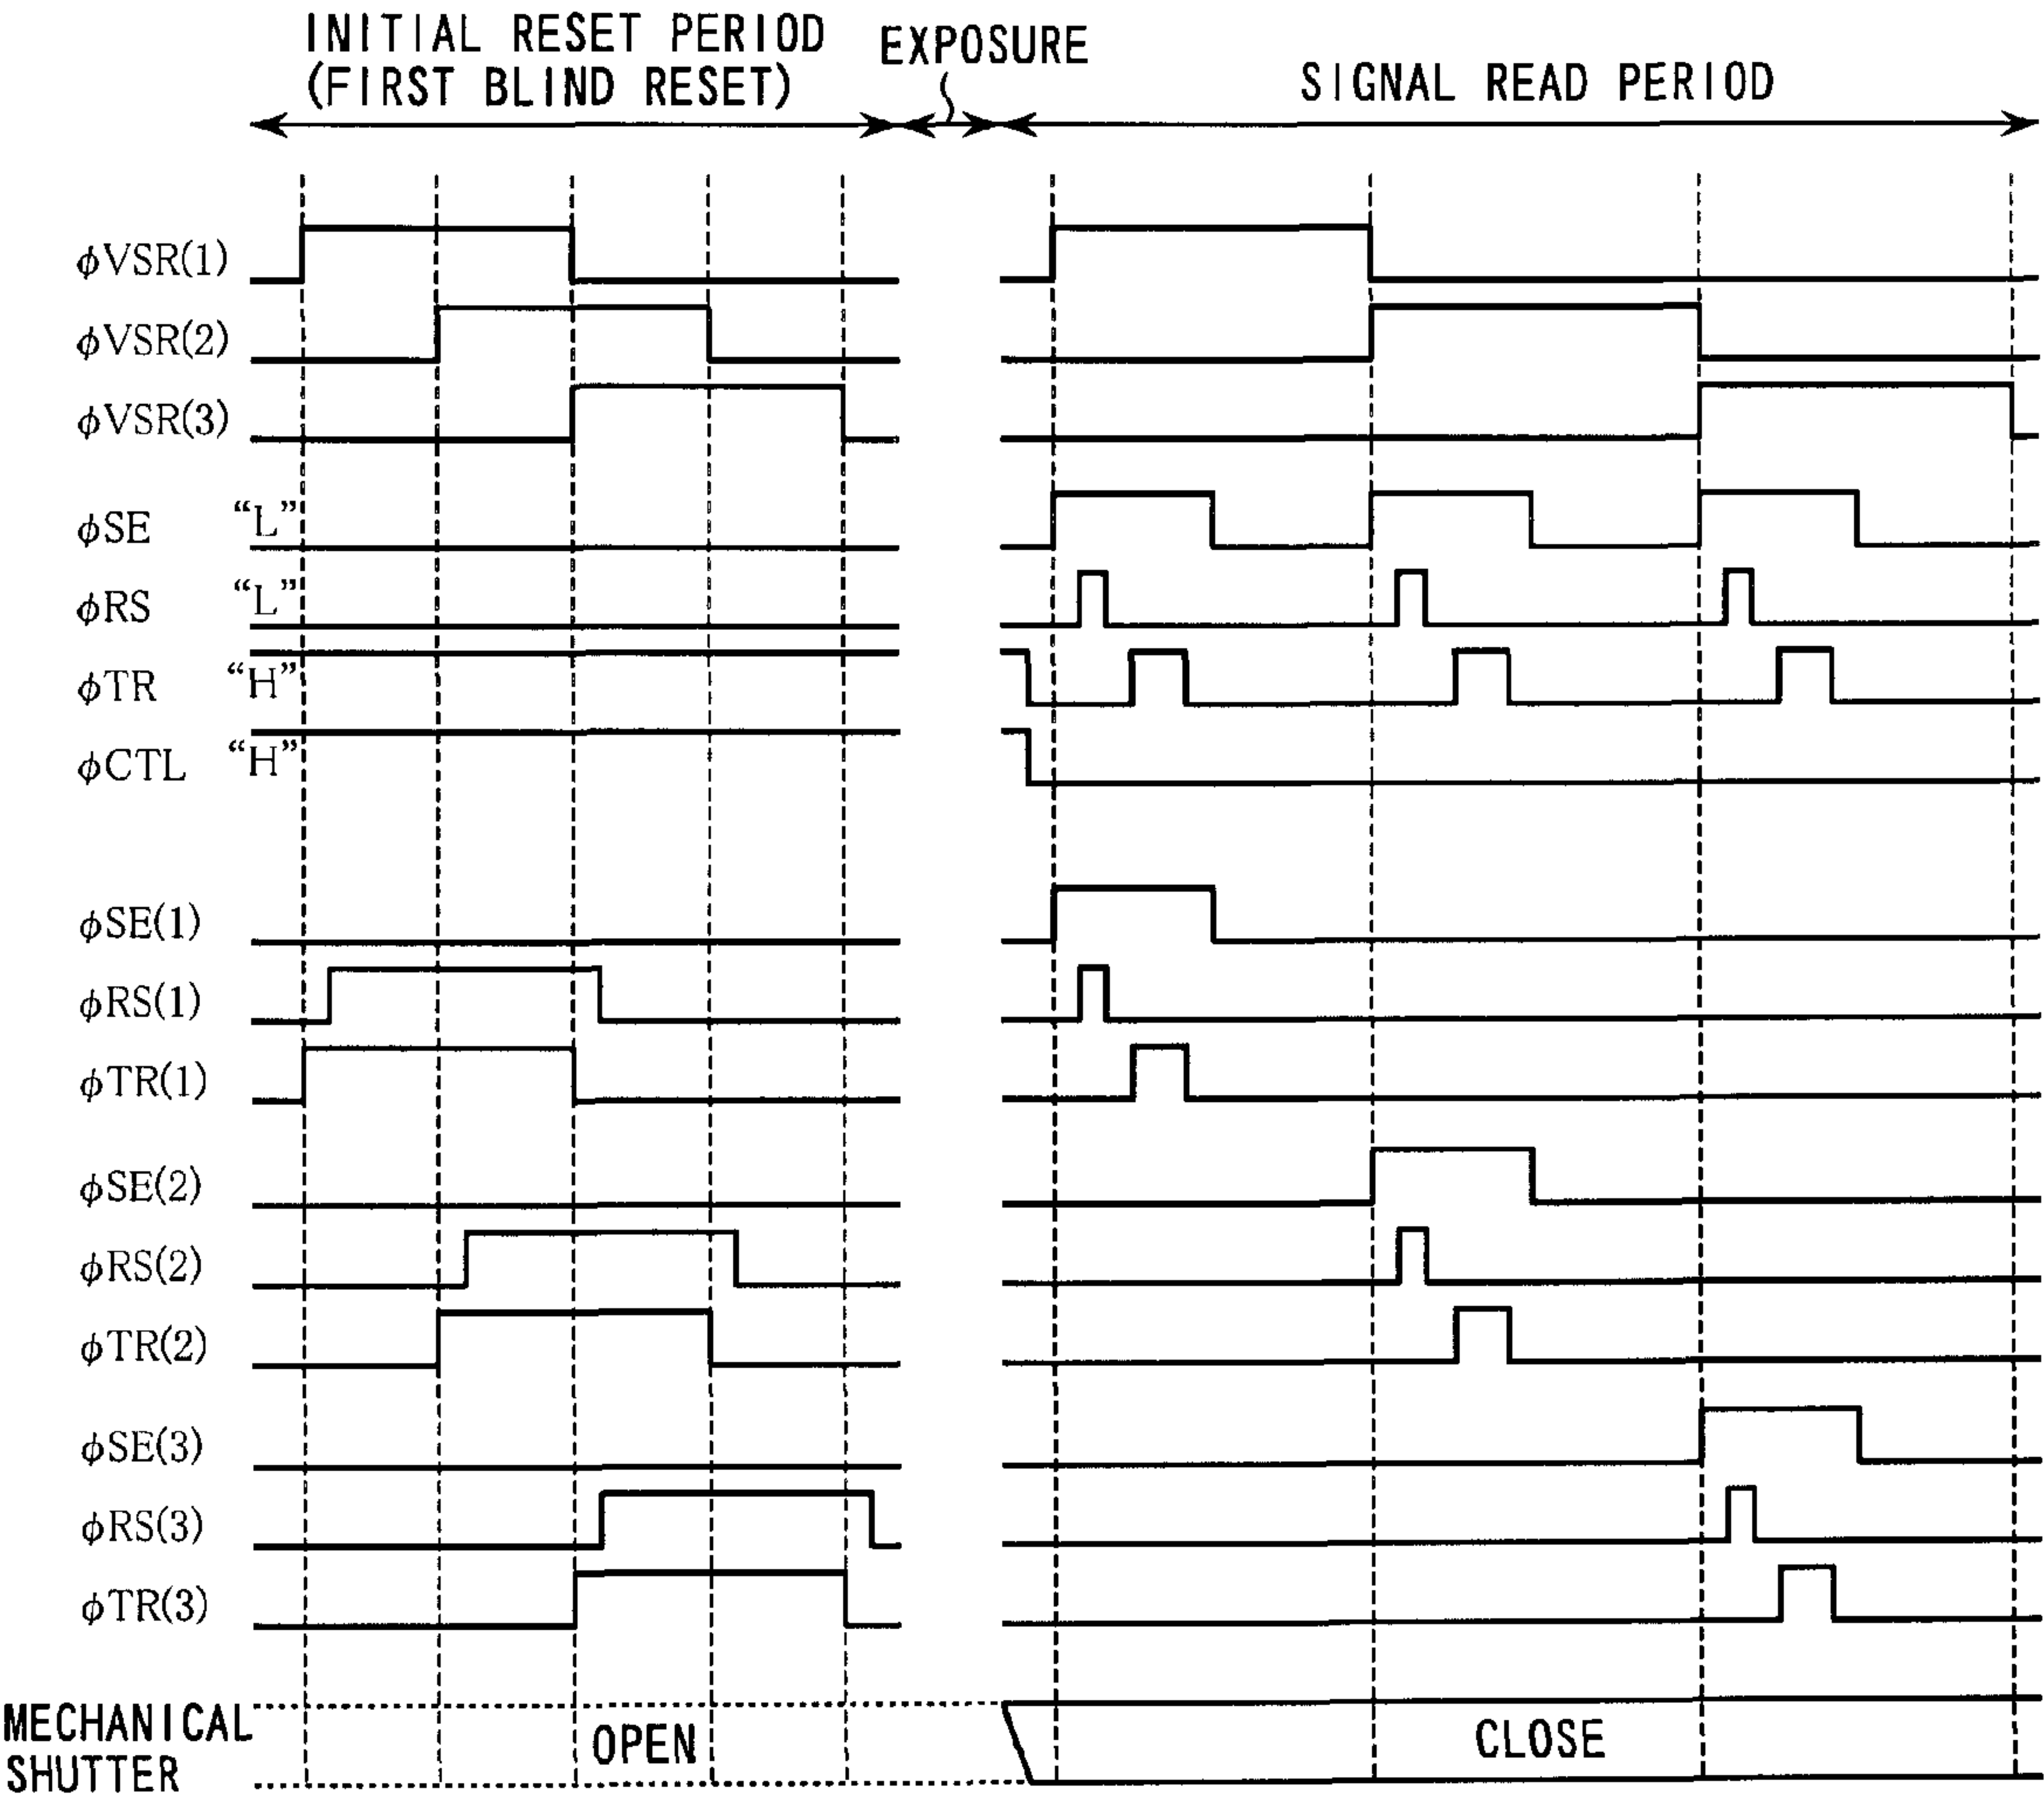 INITIAL RESET PERIOD
(FIRST BLIND RESET)
EXPOSURE
SIGNAL READ PERIOD
ϕVSR(1)
ϕVSR(2)
ϕVSR(3)
ϕSE “L”
ϕRS “L”
ϕTR “H”
ϕCTL “H”
ϕSE(1)
ϕRS(1)
ϕTR(1)
ϕSE(2)
ϕRS(2)
ϕTR(2)
ϕSE(3)
ϕRS(3)
ϕTR(3)
MECHANICAL
SHUTTER
OPEN
CLOSE